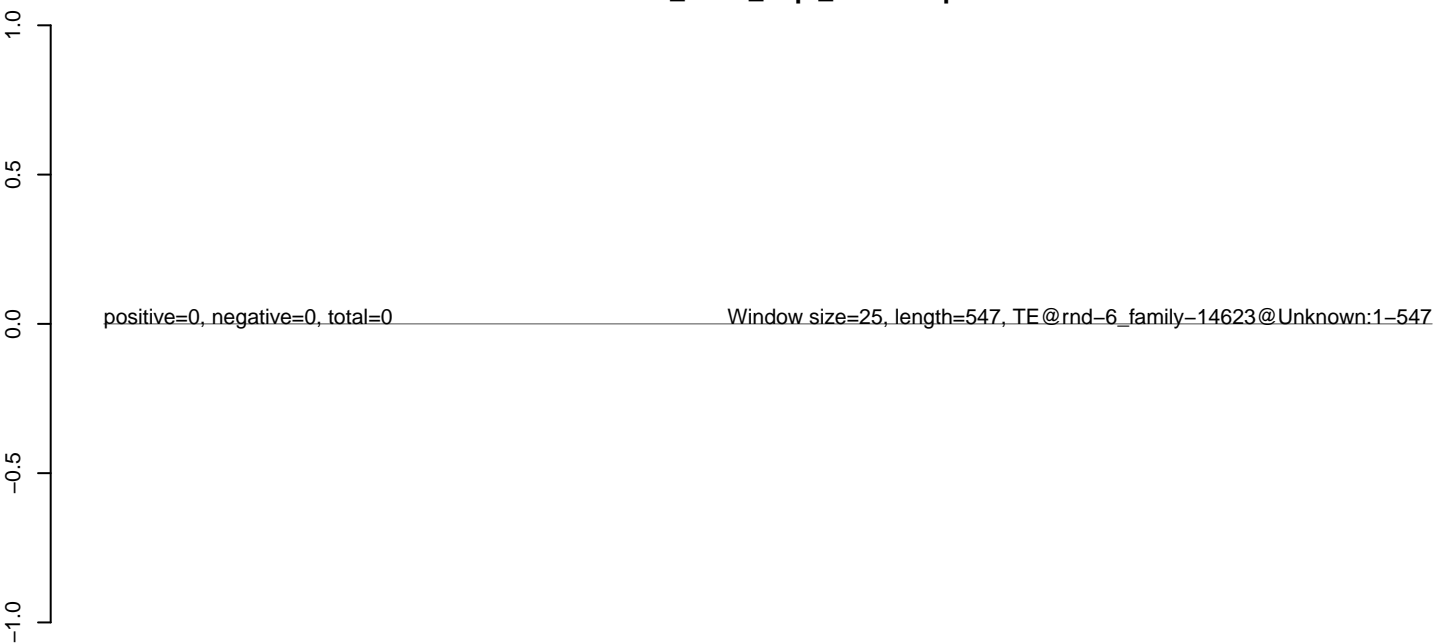 1.0
0.5
0.0
−0.5
−1.0
positive=0, negative=0, total=0
Window size=25, length=547, TE@rnd−6_family−14623@Unknown:1−547